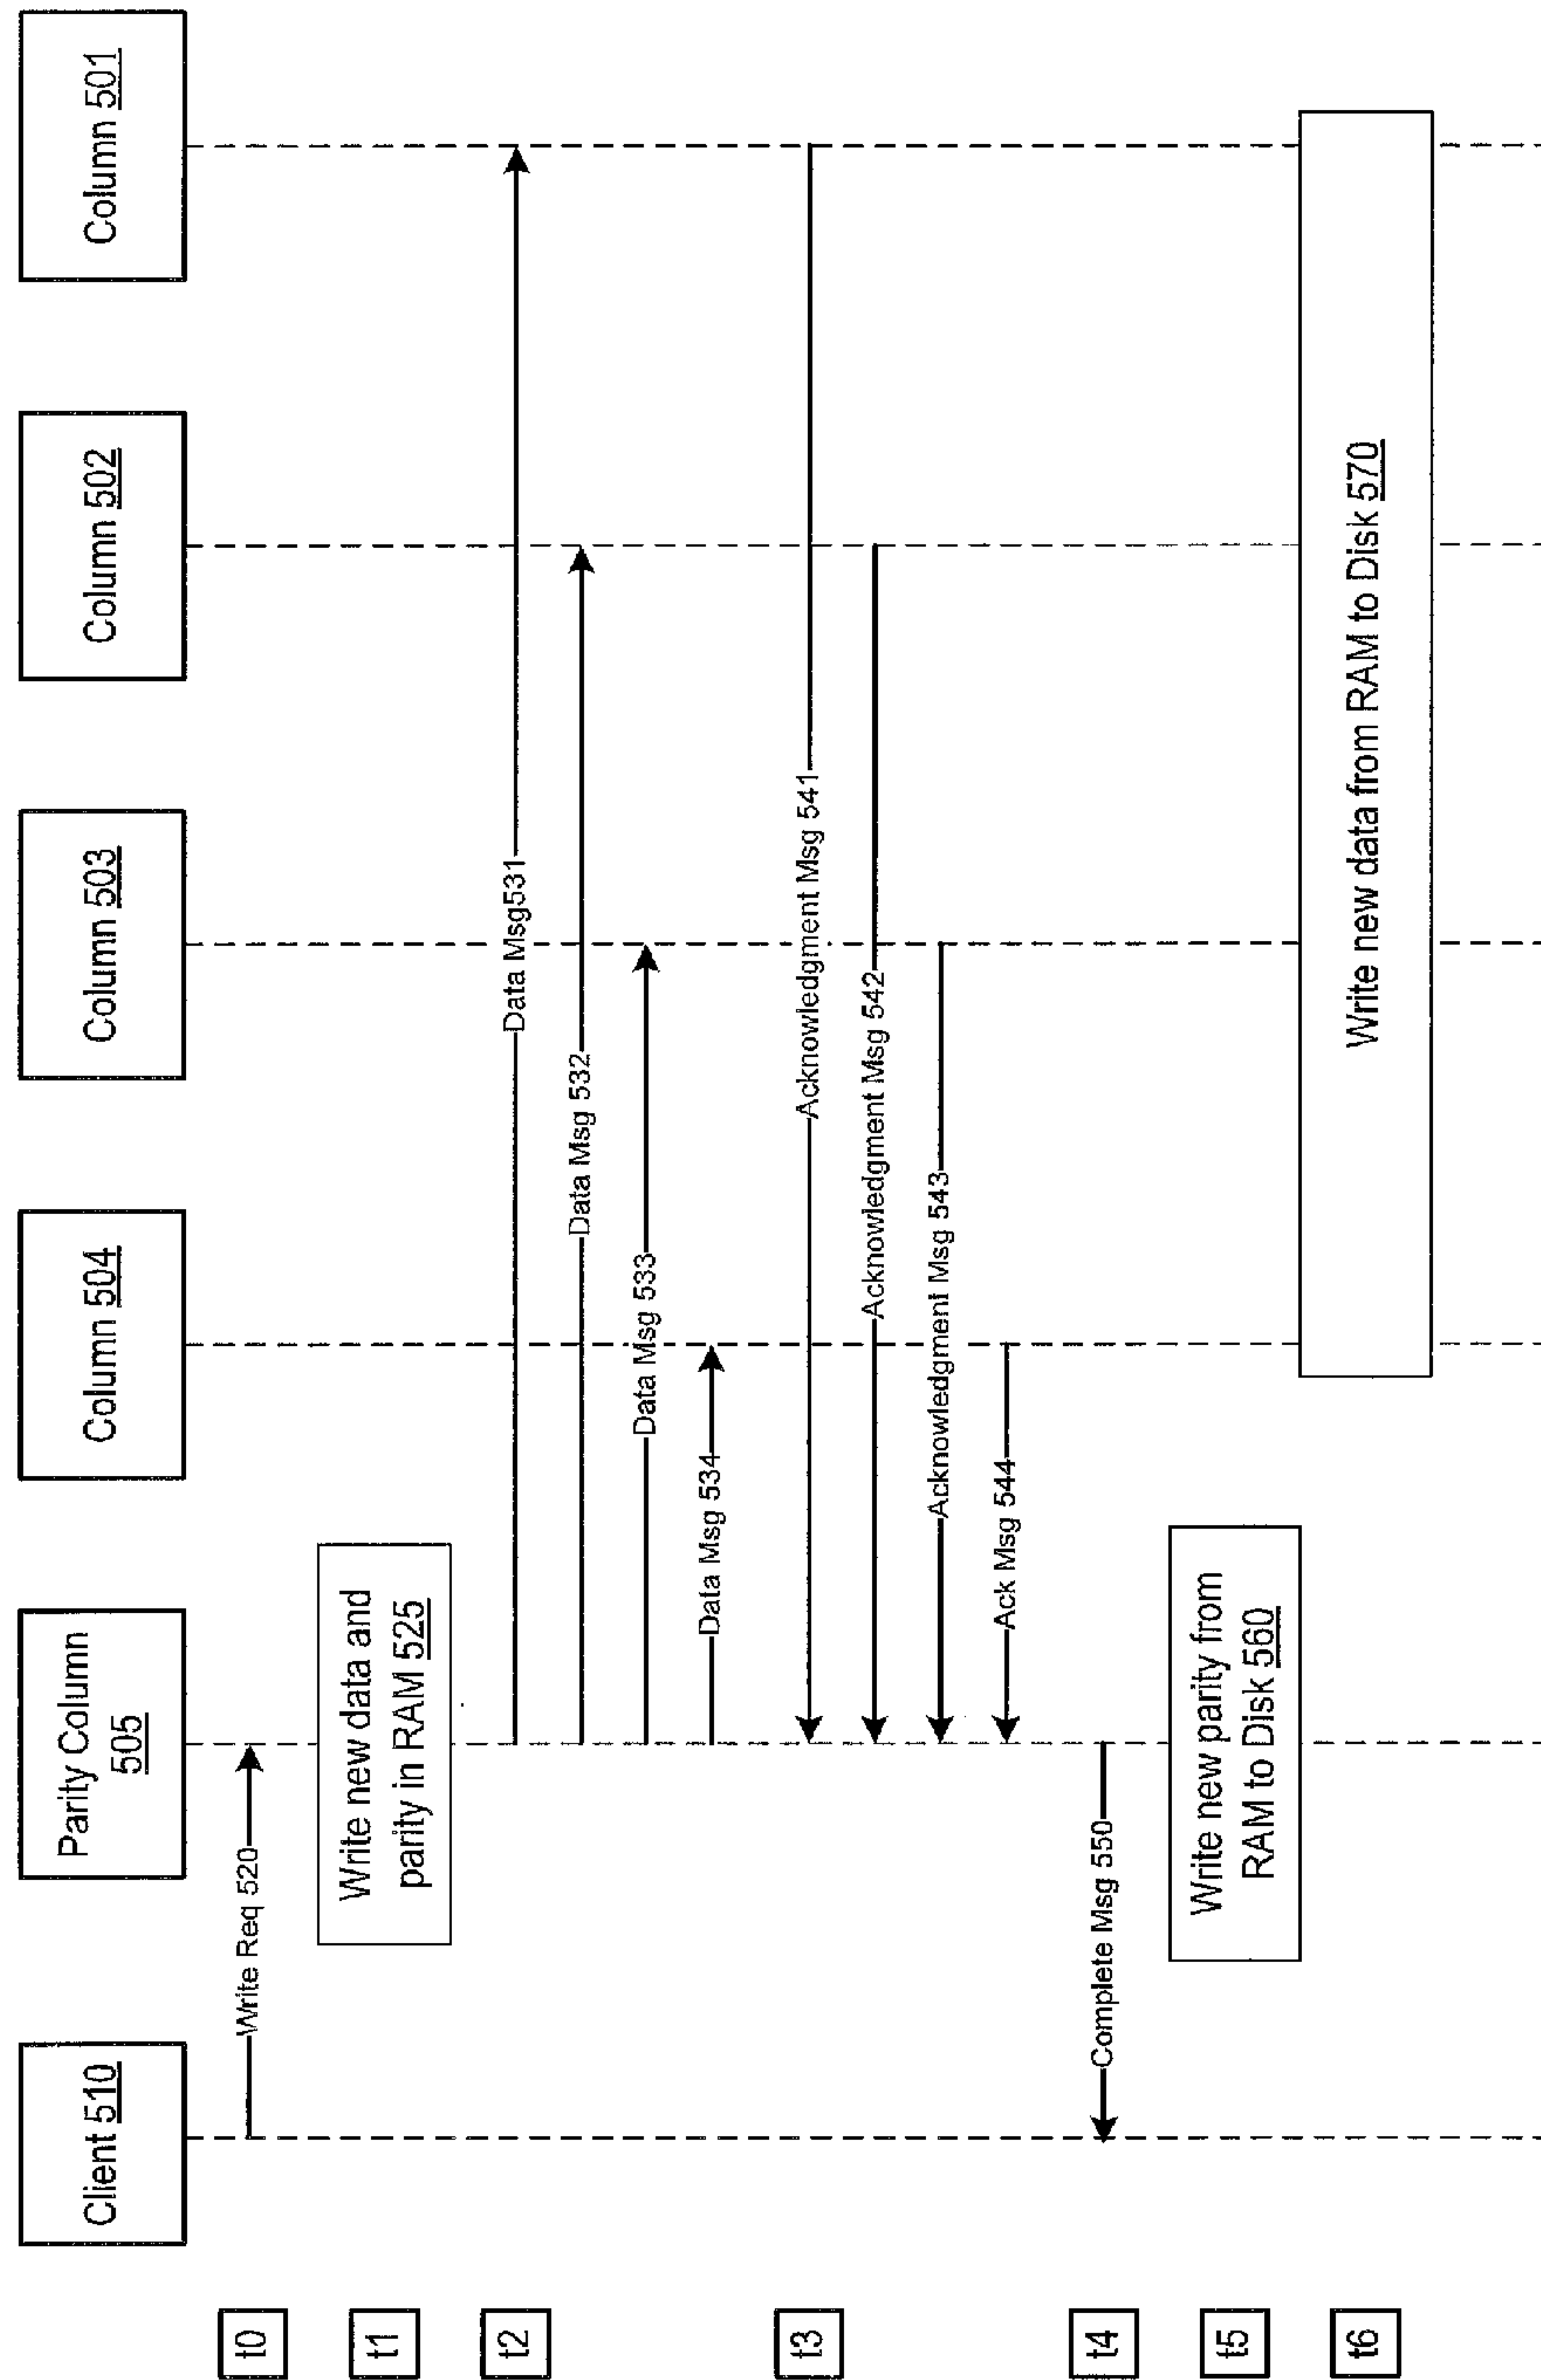 Client 510
Parity Column
505
Column 504
Column 503
Column 502
Column 501
t0
Write Req 520
t1
Write new data and
parity in RAM 525
t2
Data Msg531
Data Msg 532
Data Msg 533
Data Msg 534
t3
Acknowledgment Msg 541
Acknowledgment Msg 542
Acknowledgment Msg 543
Ack Msg 544
t4
Complete Msg 550
t5
Write new parity from
RAM to Disk 560
t6
Write new data from RAM to Disk 570